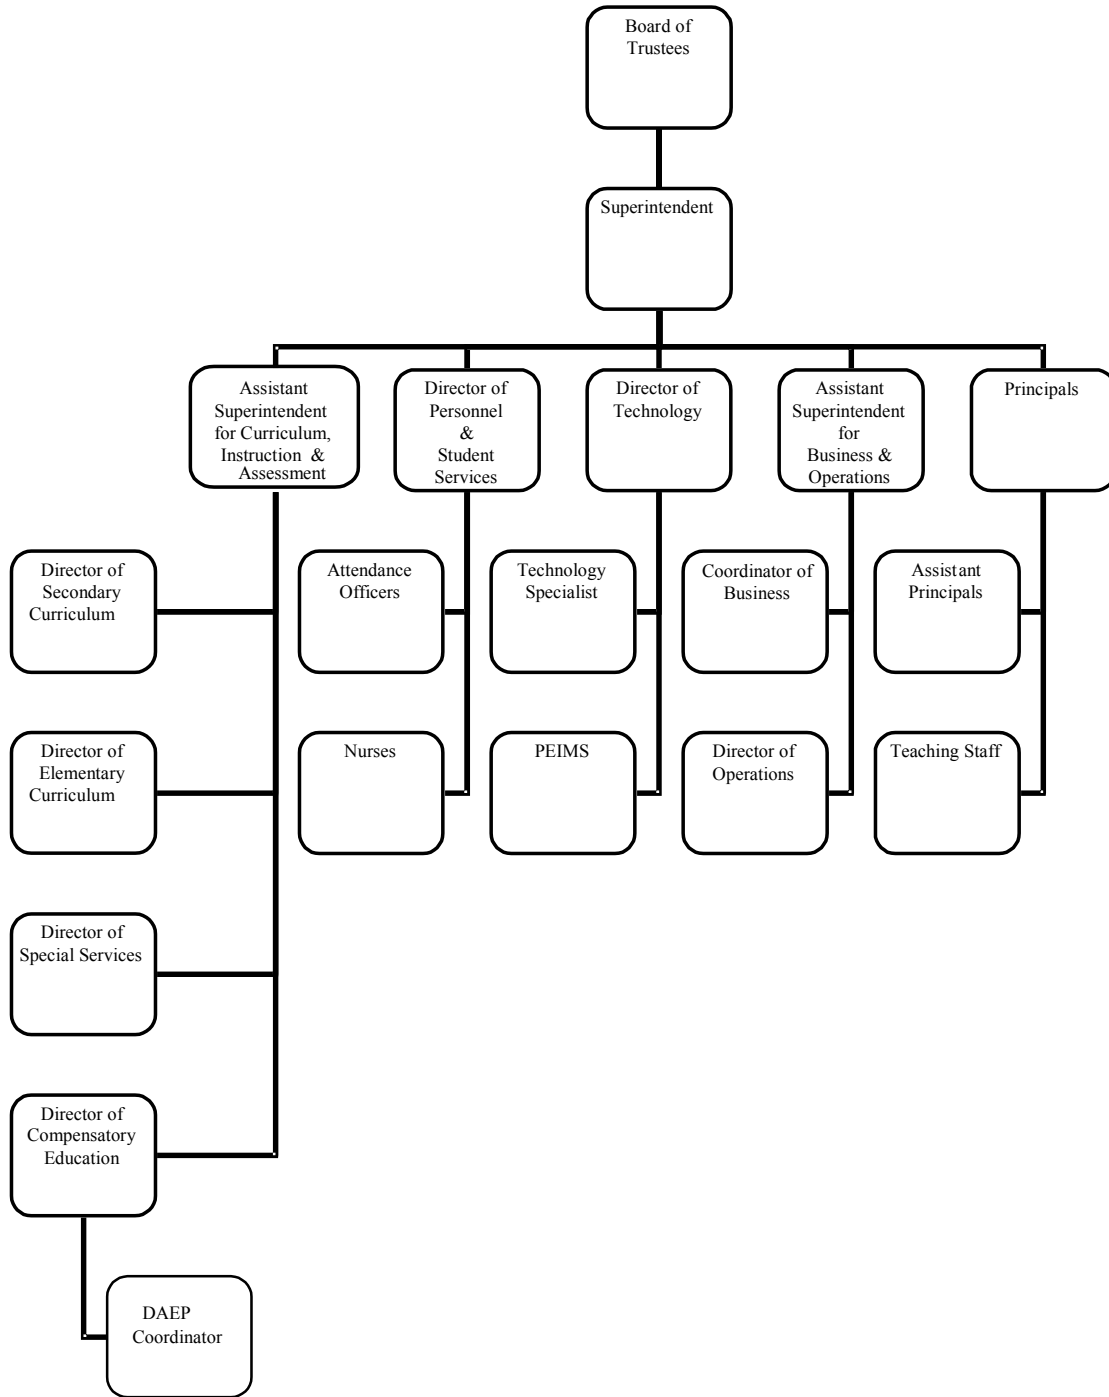 Board of
Trustees
Superintendent
Assistant
Superintendent
for Curriculum,
Instruction &
Assessment
Director of
Personnel
&
Student
Services
Director of
Technology
Assistant
Superintendent
for
Business &
Operations
Principals
Director of
Secondary
Curriculum
Attendance
Officers
Technology
Specialist
Coordinator of
Business
Assistant
Principals
Director of
Elementary
Curriculum
Nurses
PEIMS
Director of
Operations
Teaching Staff
Director of
Special Services
Director of
Compensatory
Education
DAEP
Coordinator